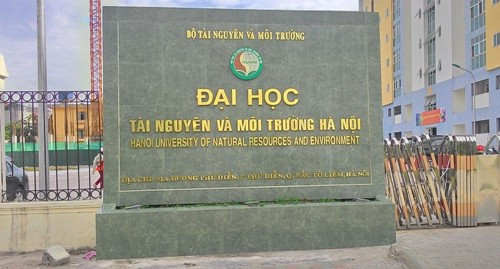 BỘ TÀI NGUYÊN VÀ MÔI TRƯỜNG
ĐẠI HỌC
TÀI NGUYÊN VÀ MÔI TRƯỜNG HÀ NỘI
HANOI UNIVERSITY OF NATURAL RESOURCES AND ENVIRONMENT
ĐỊA CHỈ: 41A ĐƯỜNG PHÚ DIỄN, P. PHÚ DIỄN, Q. BẮC TỪ LIÊM, HÀ NỘI